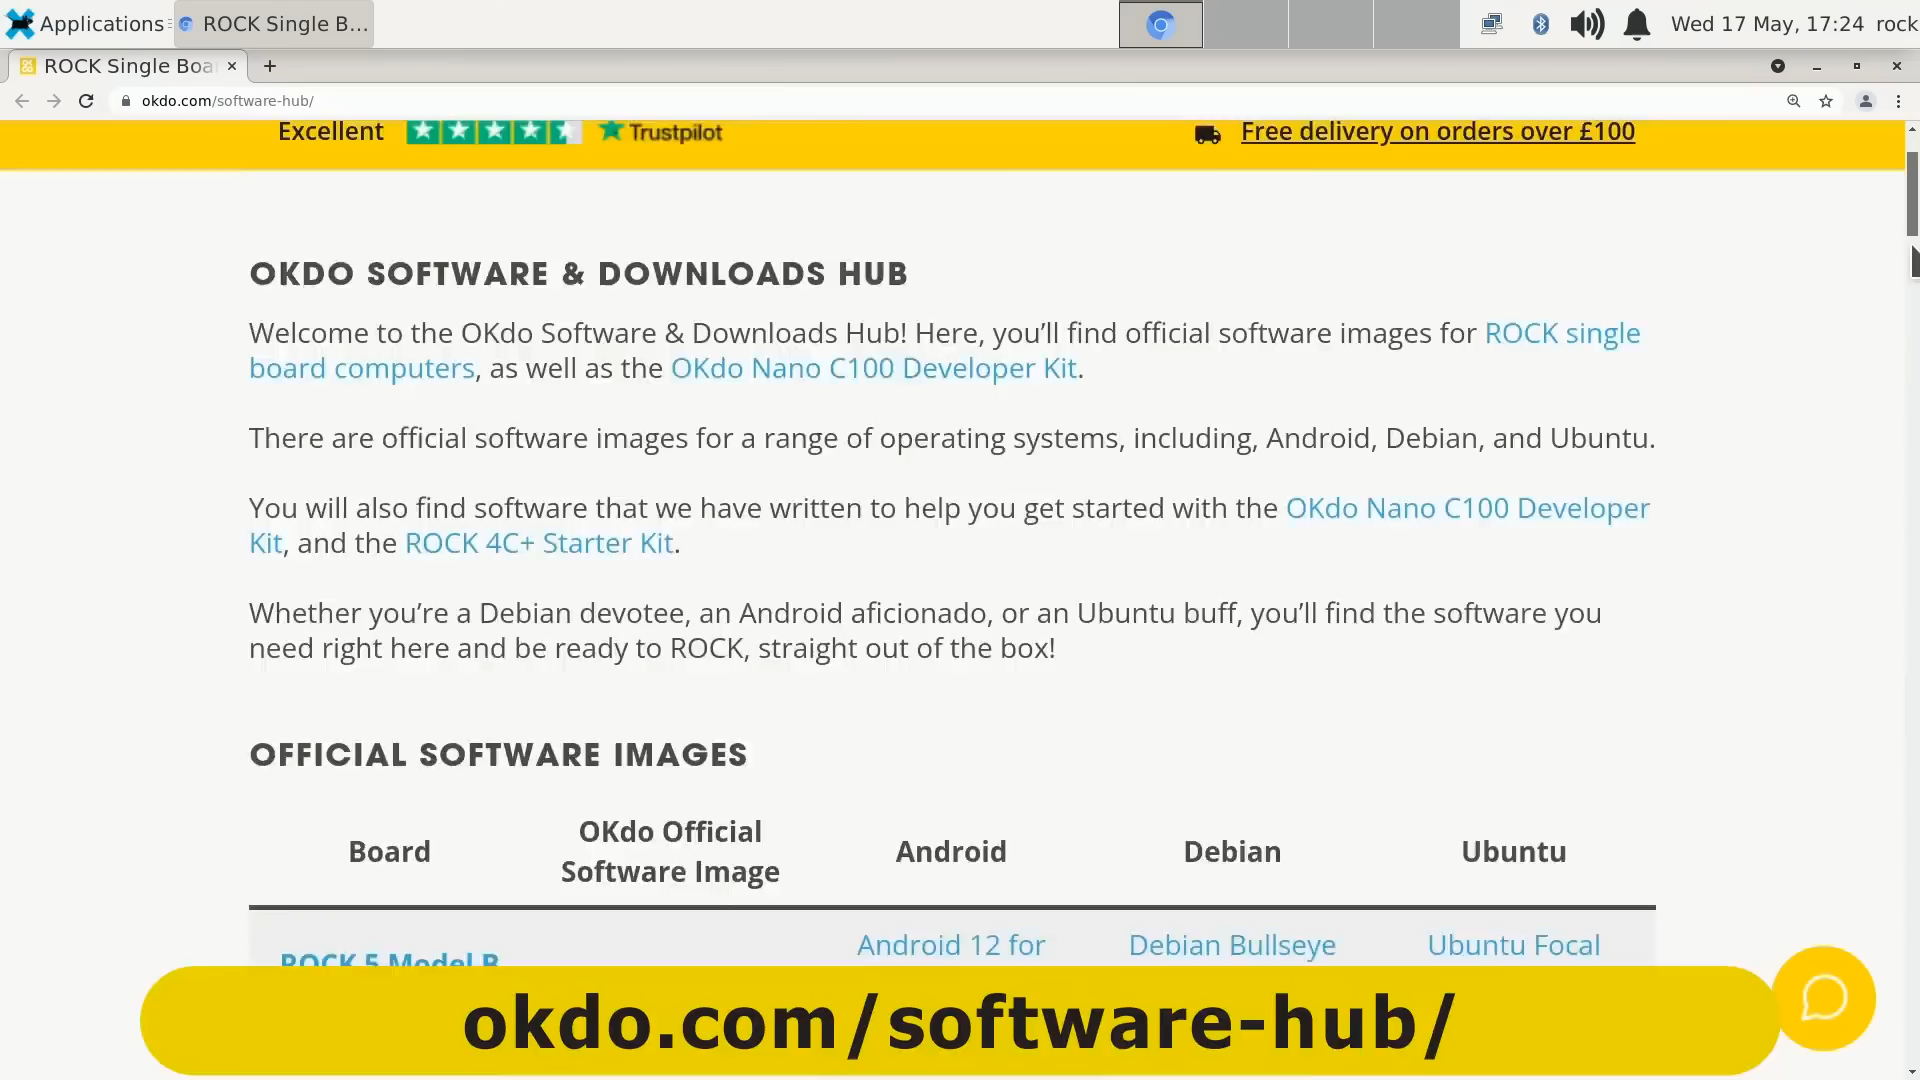 Applications
ROCK Single B...
Wed 17 May, 17:24 rock
ROCK Single Boa
okdo.com/software-hub/
Excellent
Trustpilot
Free delivery on orders over £100
OKDO SOFTWARE & DOWNLOADS HUB
Welcome to the OKdo Software & Downloads Hub! Here, you’ll find official software images for ROCK single
board computers, as well as the OKdo Nano C100 Developer Kit.
There are official software images for a range of operating systems, including, Android, Debian, and Ubuntu.
You will also find software that we have written to help you get started with the OKdo Nano C100 Developer
Kit, and the ROCK 4C+ Starter Kit.
Whether you’re a Debian devotee, an Android aficionado, or an Ubuntu buff, you’ll find the software you
need right here and be ready to ROCK, straight out of the box!
OFFICIAL SOFTWARE IMAGES
Board
OKdo Official
Software Image
Android
Debian
Ubuntu
ROCK 5 Model B
Android 12 for
Debian Bullseye
Ubuntu Focal
okdo.com/software-hub/